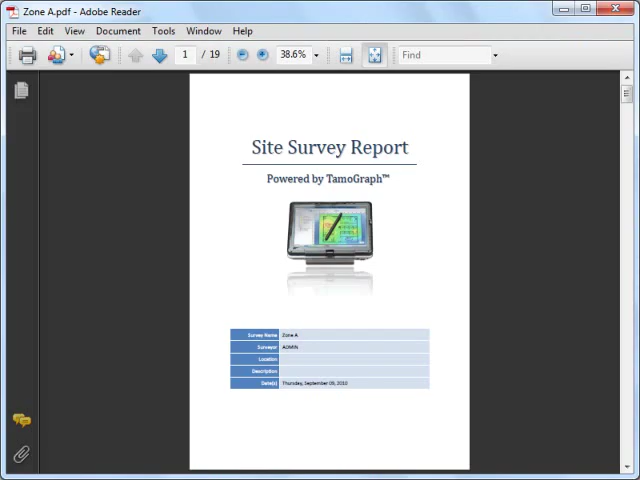 Zone A.pdf - Adobe Reader
File Edit View Document Tools Window Help
1 / 19 38.6% Find
Site Survey Report
Powered by TamoGraph™
Survey Name Zone A
Surveyor ADMIN
Location
Description
Date(s) Thursday, September 09, 2010